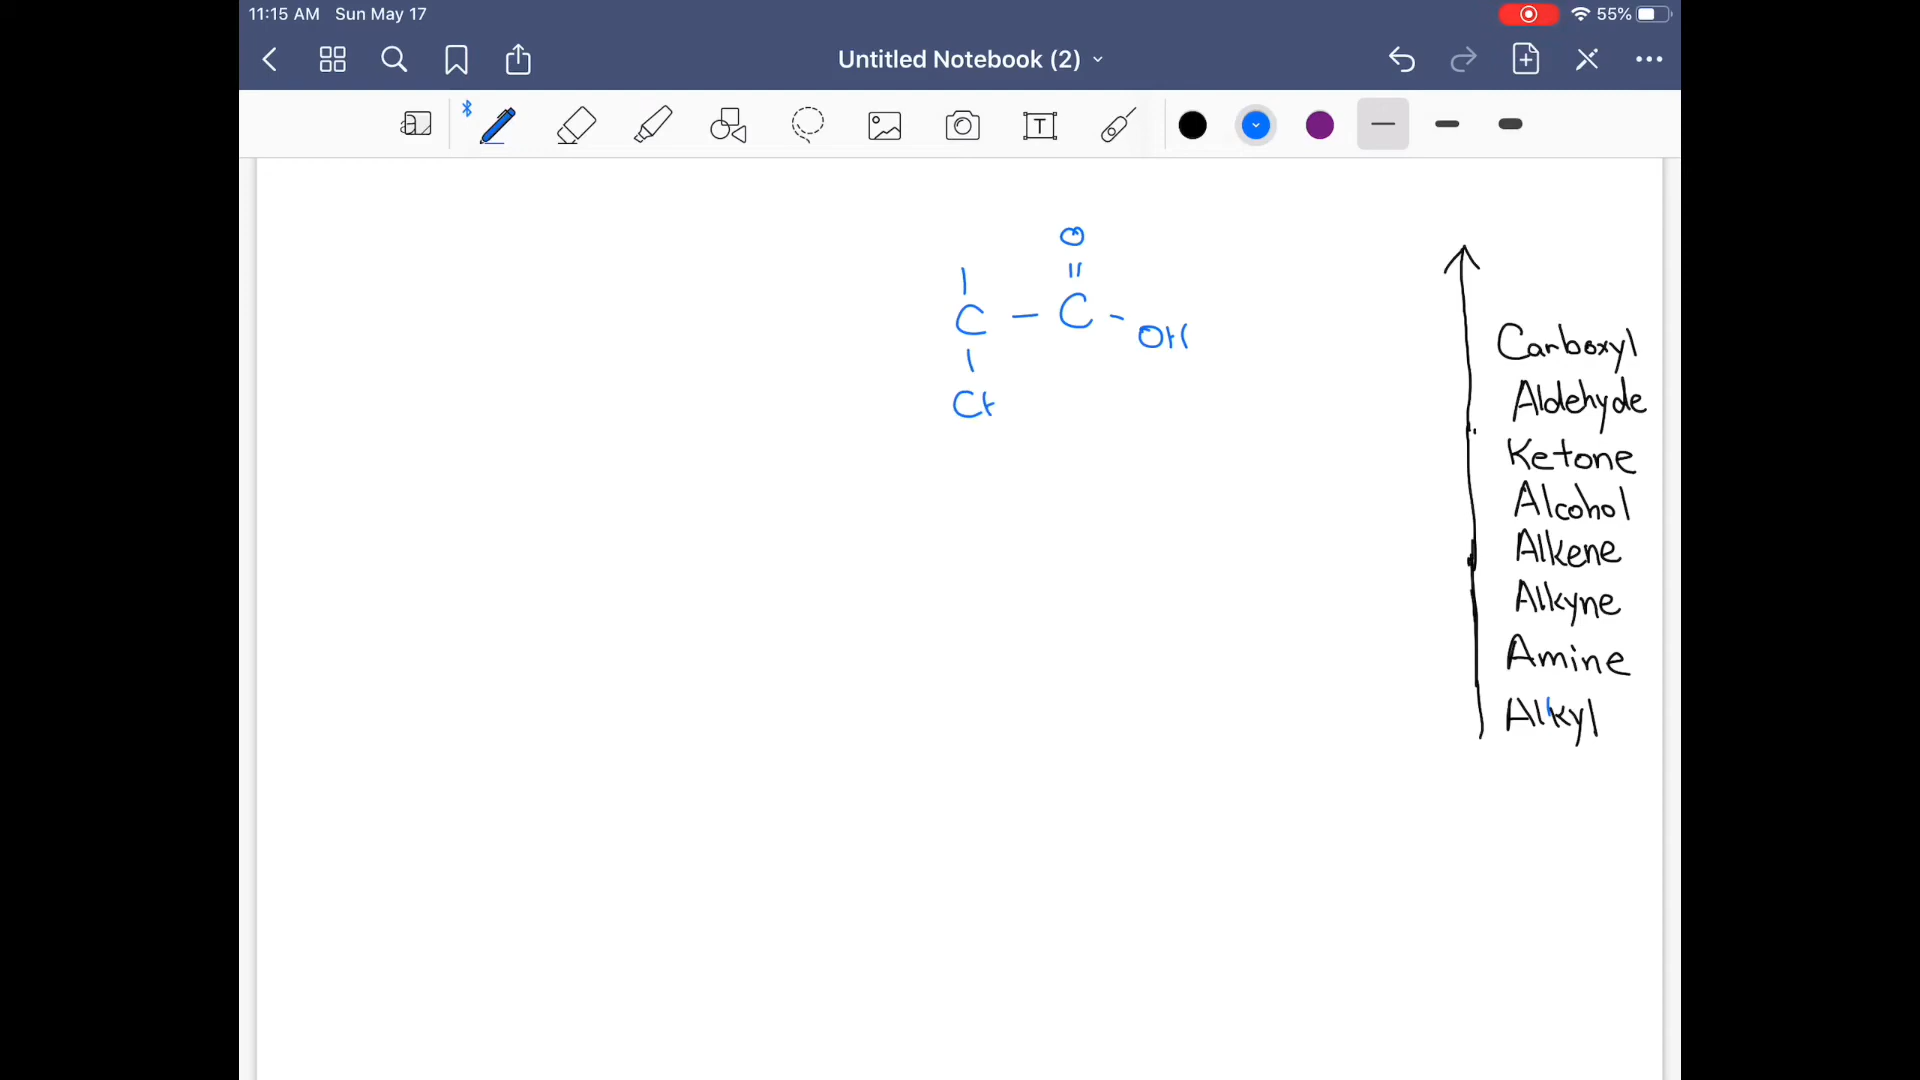 11:15 AM Sun May 17
55%
Untitled Notebook (2)
a
T
O
C - C - OH
Carboxyl
Aldehyde
Ketone
Alcohol
Alkene
Alkyne
Amine
Alkyl